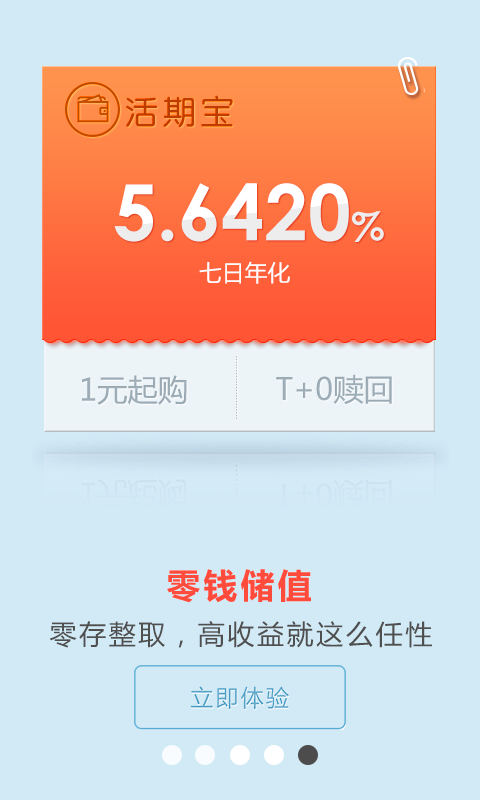 活期宝
5.6420%
七日年化
1元起购
T+0赎回
零钱储值
零存整取，高收益就这么任性
立即体验